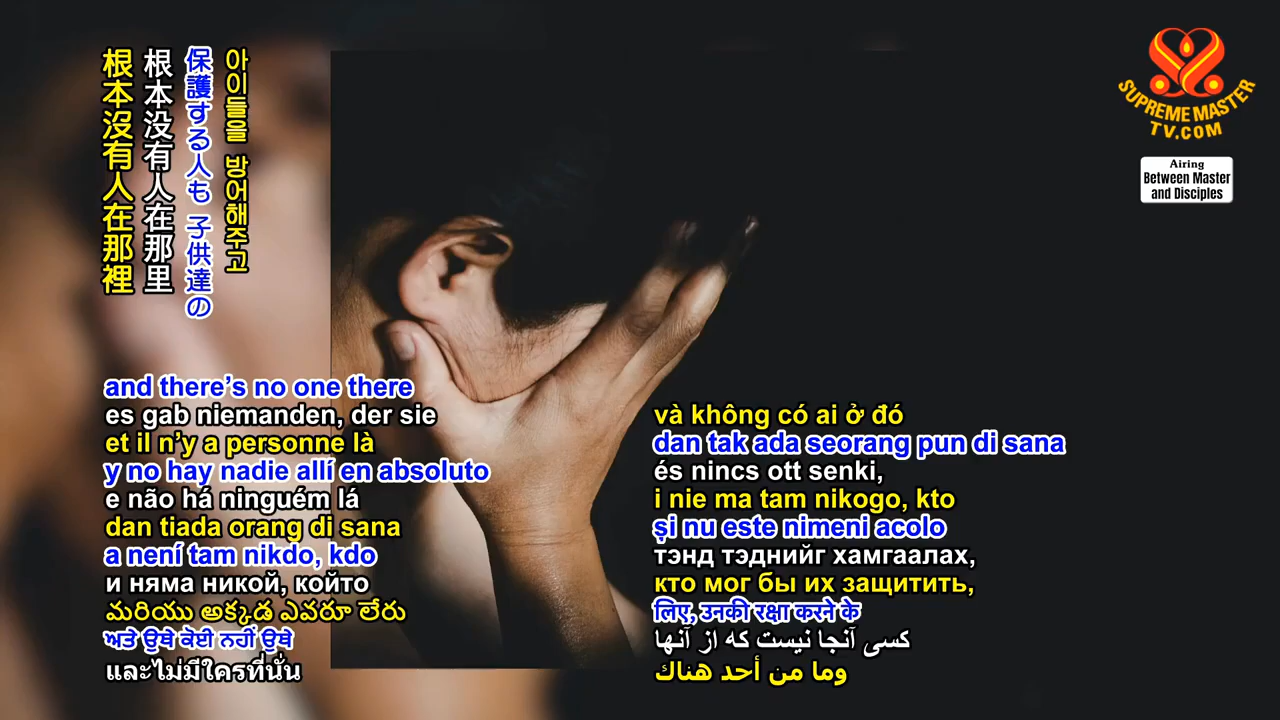 根本沒有人在那裡
根本没有人在那里
保護する人も 子供達の
아이들을 방어해주고
SUPREME MASTER
TV.COM
Airing
Between Master
and Disciples
and there's no one there
es gab niemanden, der sie
et il n'y a personne là
y no hay nadie allí en absoluto
e não há ninguém lá
dan tiada orang di sana
a není tam nikdo, kdo
и няма никой, който
మరియు అక్కడ ఎవరూ లేరు
ਅਤੇ ਉਥੇ ਕੋਈ ਨਹੀਂ ਉਥੇ
และไม่มีใครที่นั่น
và không có ai ở đó
dan tak ada seorang pun di sana
és nincs ott senki,
i nie ma tam nikogo, kto
și nu este nimeni acolo
тэнд тэднийг хамгаалах,
кто мог бы их защитить,
लिए, उनकी रक्षा करने के
کسی آنجا نیست که از آنها
وما من أحد هناك